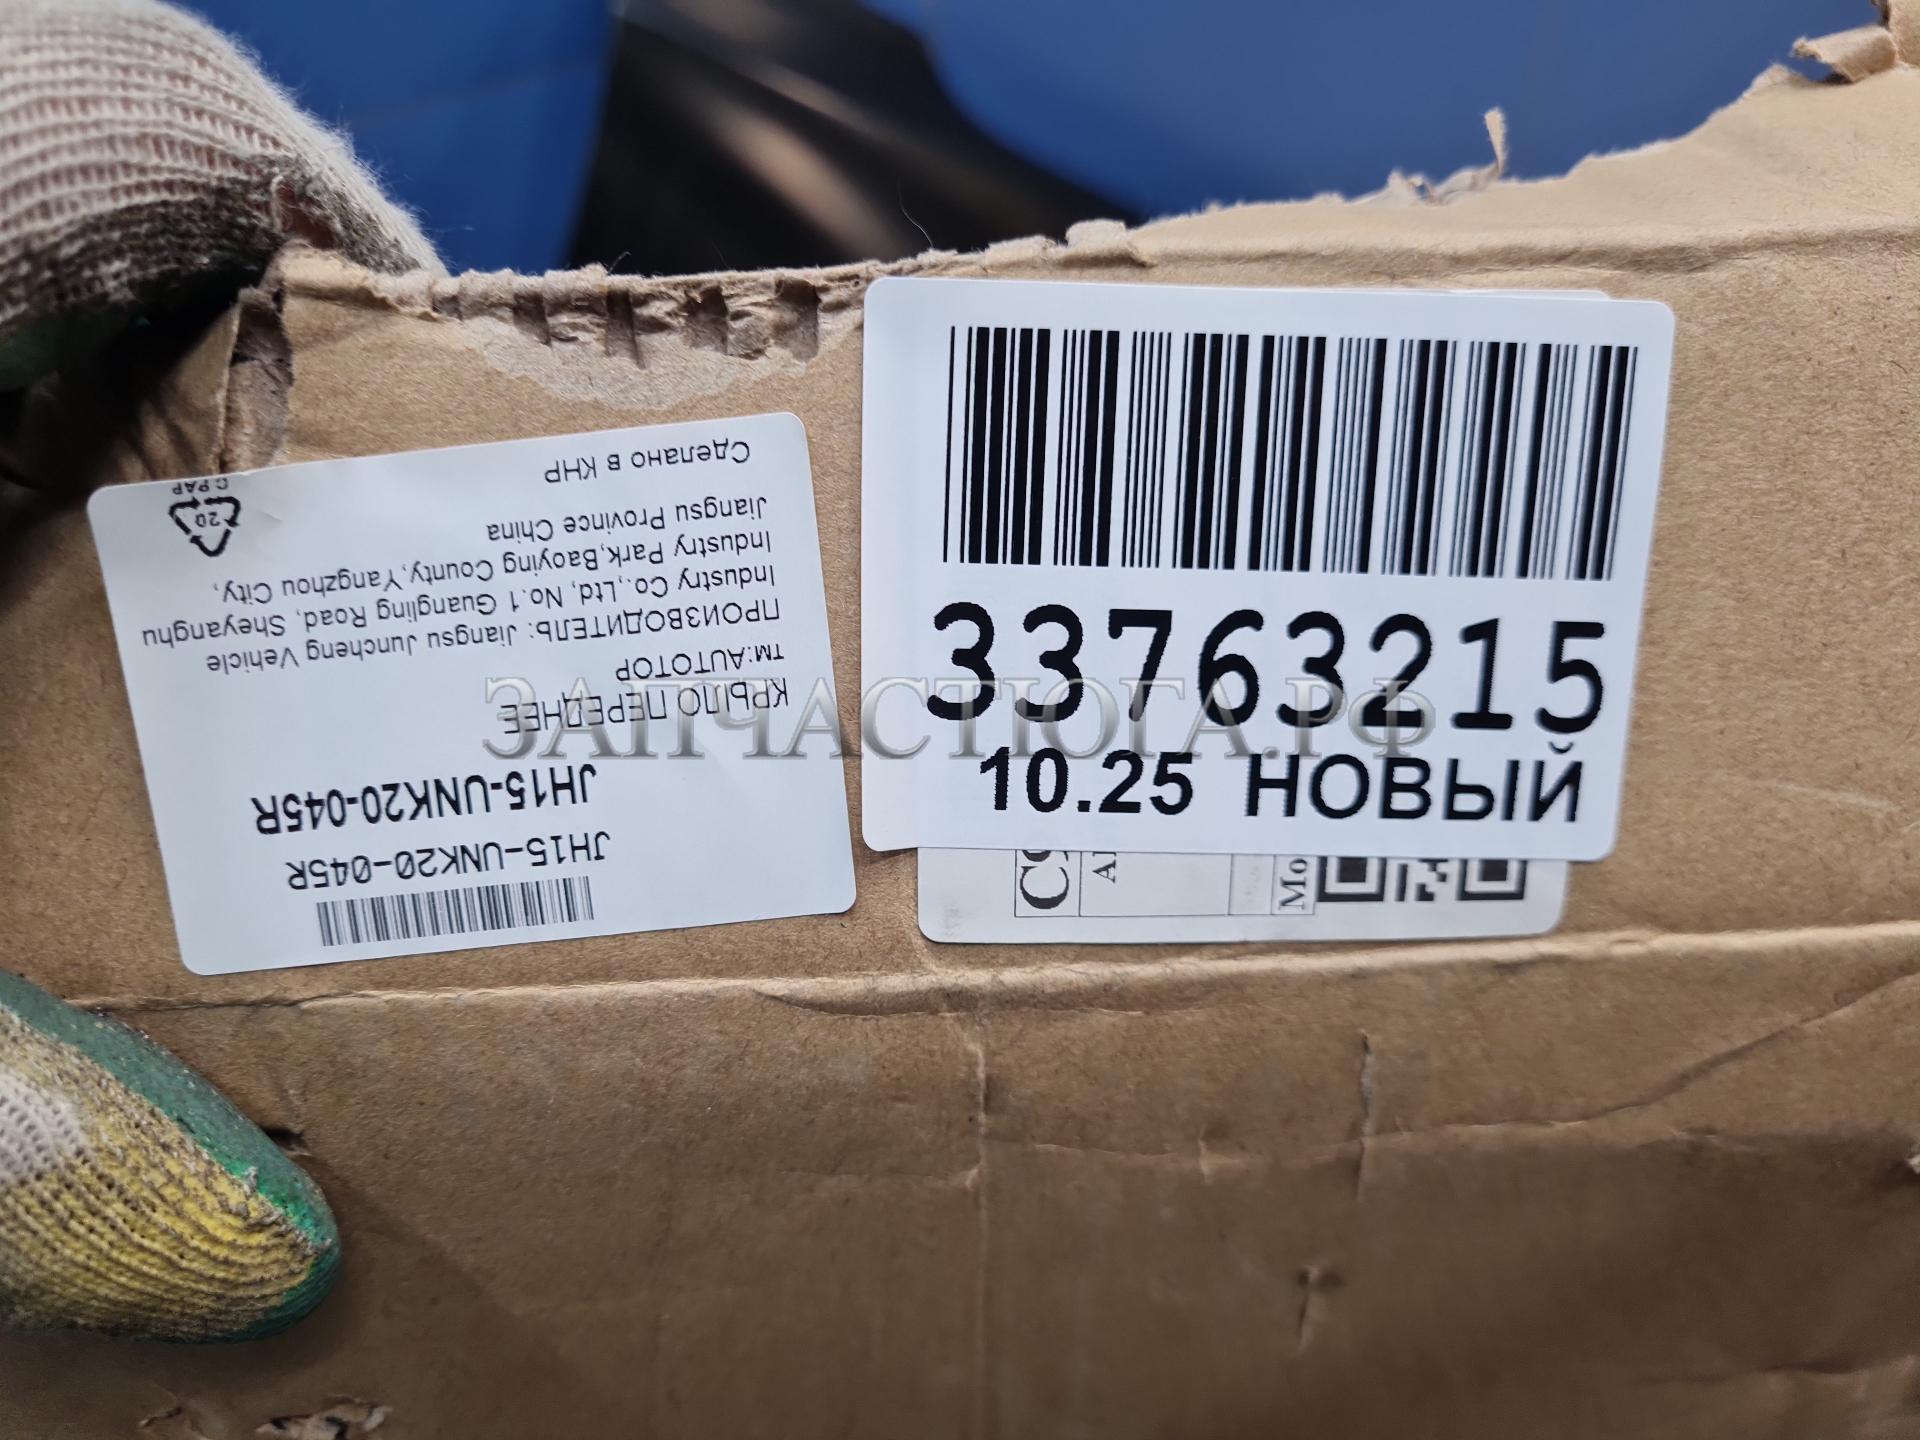 JH15-UNK20-045R
JH15-UNK20-045R
КРЫЛО ПЕРЕДНЕЕ
TM:AUTOTOP
ПРОИЗВОДИТЕЛЬ: Jiangsu Juncheng Vehicle
Industry Co.,Ltd, No.1 Guangling Road, Sheyanghu
Industry Park,Baoying County,Yangzhou City,
Jiangsu Province China
Сделано в КНР
20
C PAP
33763215
10.25 НОВЫЙ
Мо
ЗАПЧАСТЮГА.РФ